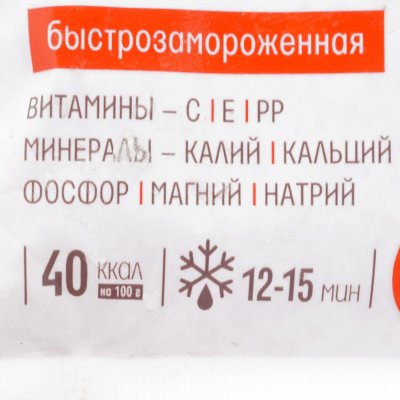 быстрозамороженная
ВИТАМИНЫ – С | Е | РР
МИНЕРАЛЫ – КАЛИЙ | КАЛЬЦИЙ
ФОСФОР | МАГНИЙ | НАТРИЙ
40 ККАЛ на 100 г 12-15 МИН